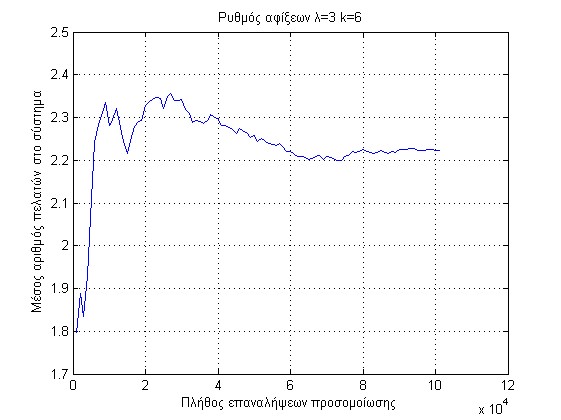 Ρυθμός αφίξεων λ=3 k=6
2.5
2.4
2.3
2.2
2.1
2
1.9
1.8
1.7
Μέσος αριθμός πελατών στο σύστημα
0 2 4 6 8 10 12
x 10^4
Πλήθος επαναλήψεων προσομοίωσης